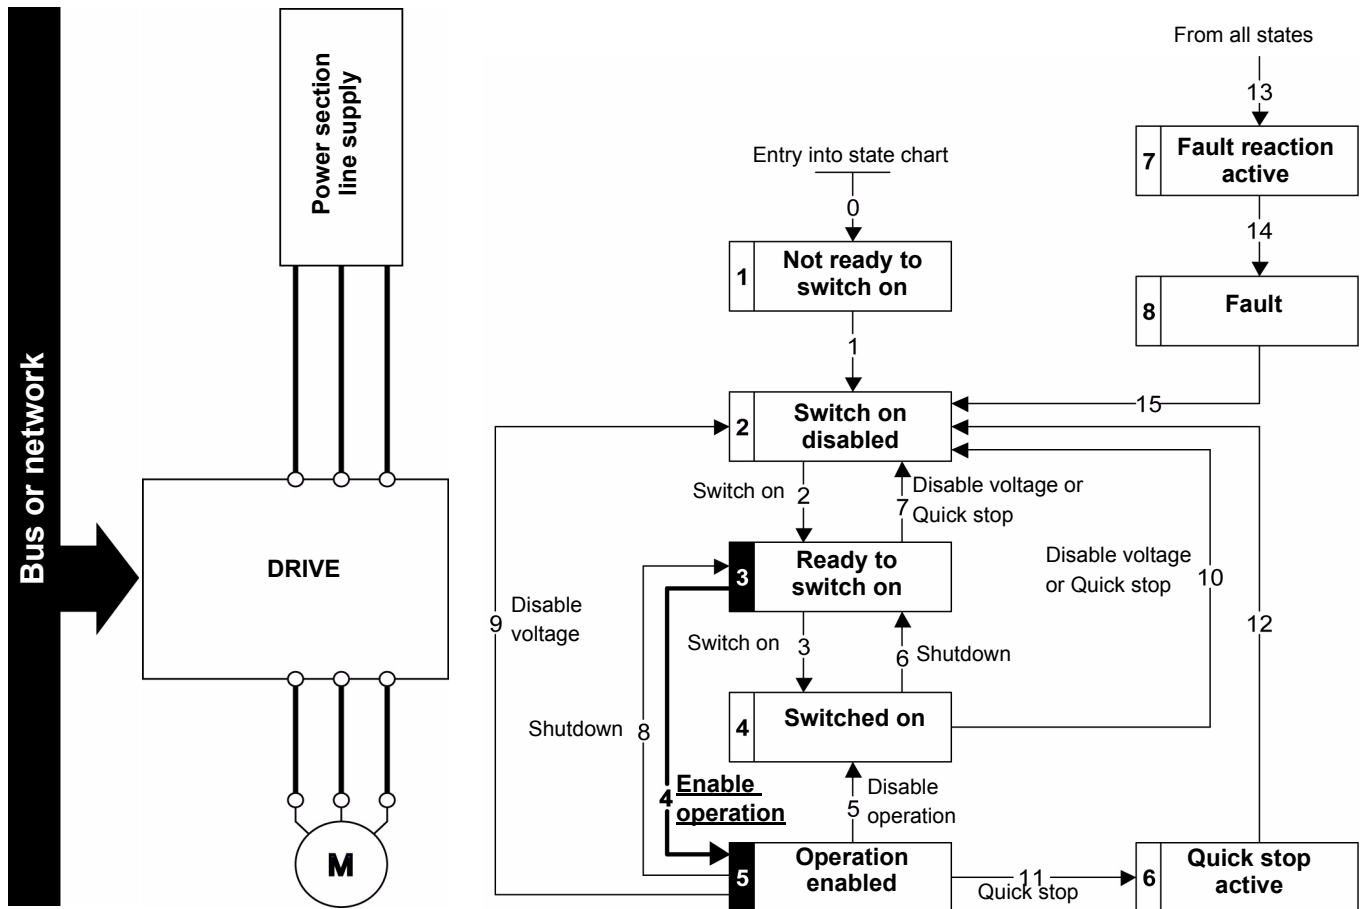 Bus or network
Power section
line supply
DRIVE
M
From all states
13
7
Fault reaction
active
14
8
Fault
15
Entry into state chart
0
1
Not ready to
switch on
1
2
Switch on
disabled
Switch on
2
7
Disable voltage or
Quick stop
3
Ready to
switch on
Switch on
3
6
Shutdown
Disable voltage
or Quick stop
10
12
9
Disable
voltage
4
Switched on
Shutdown
8
4
Enable
operation
5
Disable
operation
5
Operation
enabled
11
Quick stop
6
Quick stop
active